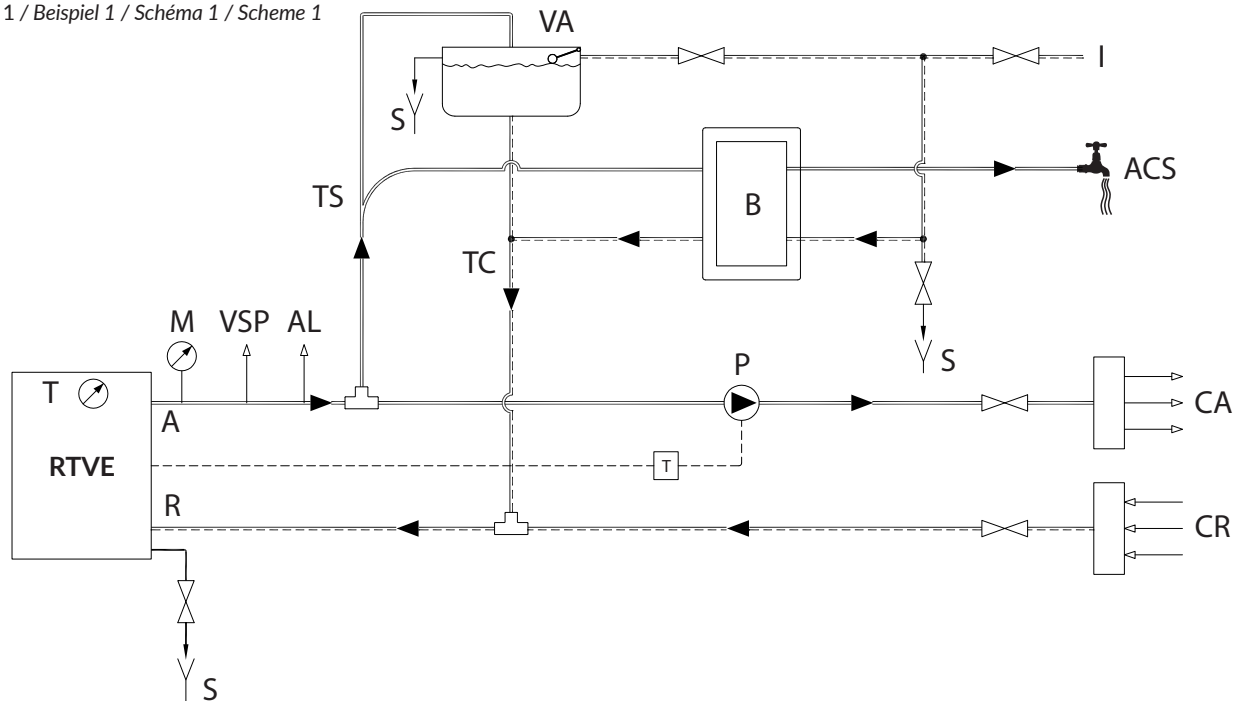 1 / Beispiel 1 / Schéma 1 / Scheme 1
VA
I
S
ACS
TS
B
TC
M VSP AL
S
P
T
A
CA
RTVE
T
R
CR
S